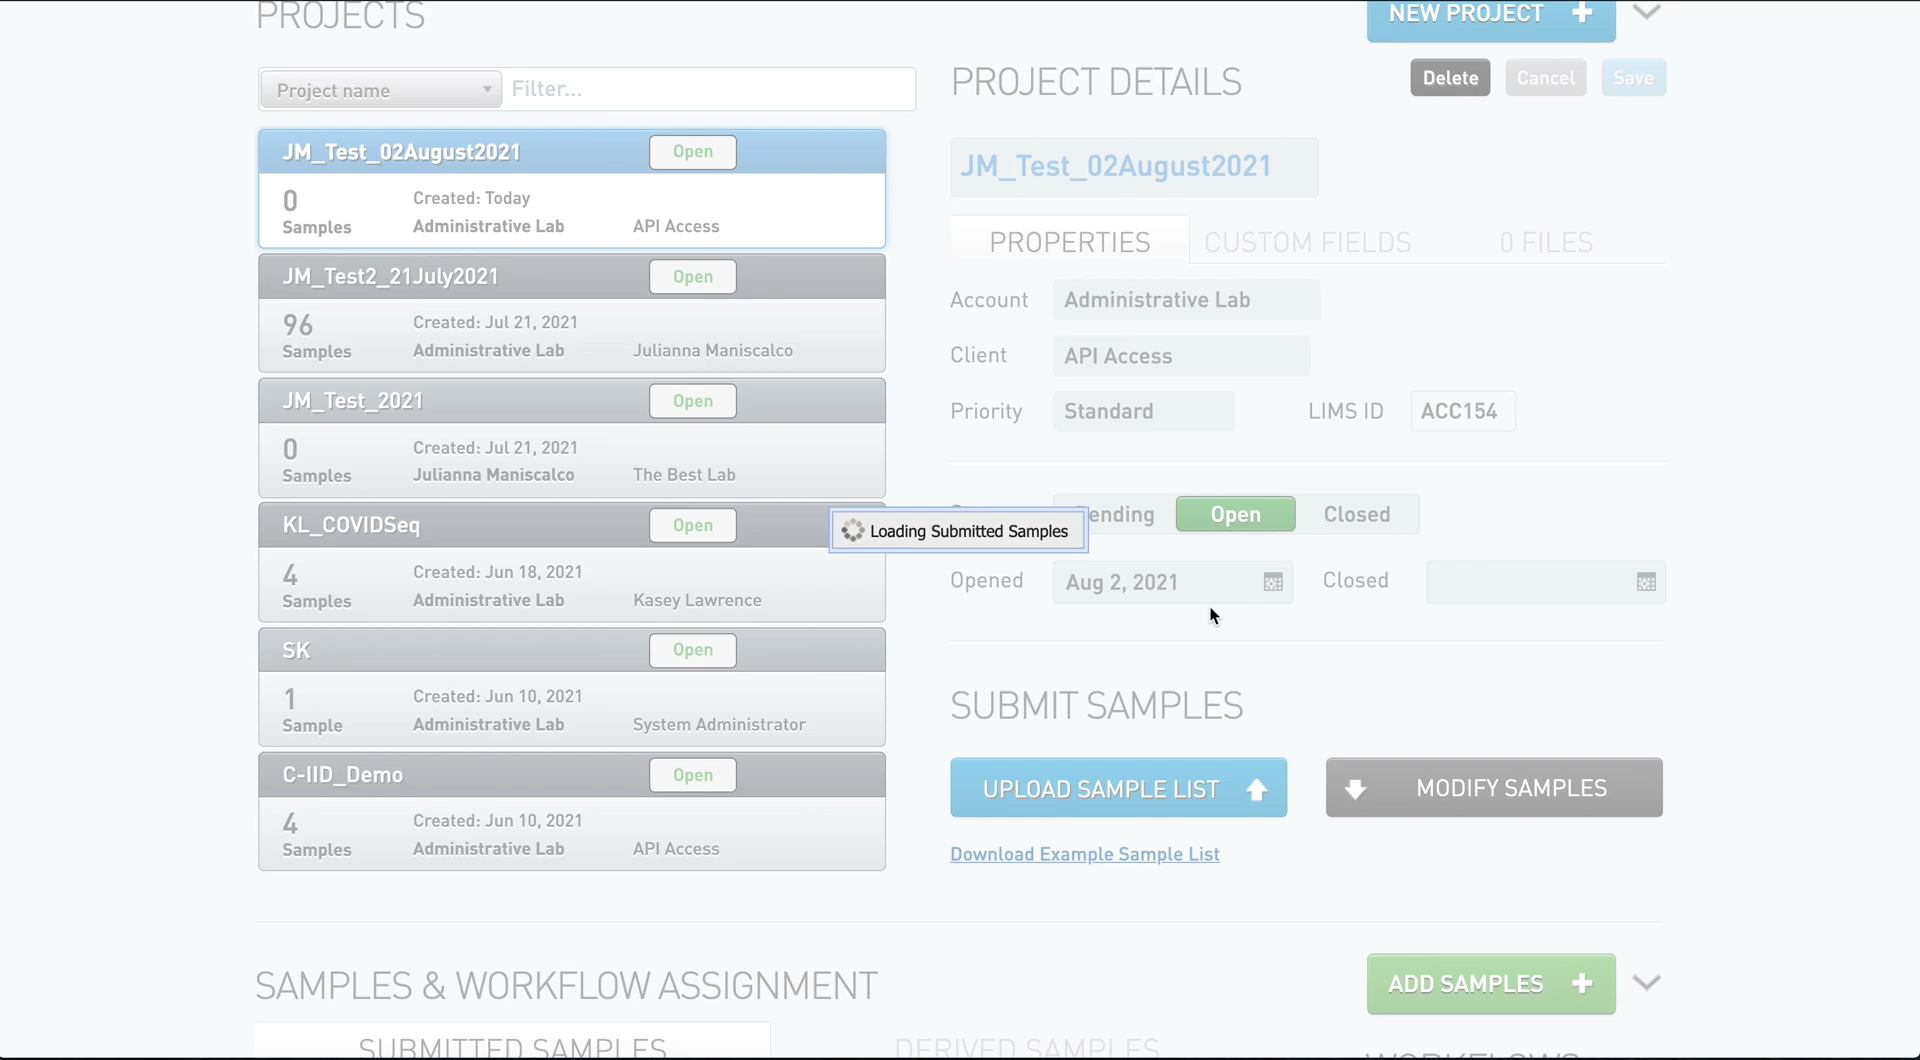 PROJECTS
NEW PROJECT
Project name
Filter...
JM_Test_02August2021
Open
0
Samples
Created: Today
Administrative Lab
API Access
JM_Test2_21July2021
Open
96
Samples
Created: Jul 21, 2021
Administrative Lab
Julianna Maniscalco
JM_Test_2021
Open
0
Samples
Created: Jul 21, 2021
Julianna Maniscalco
The Best Lab
KL_COVIDSeq
Open
4
Samples
Created: Jun 18, 2021
Administrative Lab
Kasey Lawrence
SK
Open
1
Sample
Created: Jun 10, 2021
Administrative Lab
System Administrator
C-IID_Demo
Open
4
Samples
Created: Jun 10, 2021
Administrative Lab
API Access
PROJECT DETAILS
Delete
Cancel
Save
JM_Test_02August2021
PROPERTIES
CUSTOM FIELDS
0 FILES
Account
Administrative Lab
Client
API Access
Priority
Standard
LIMS ID
ACC154
Loading Submitted Samples
ending
Open
Closed
Opened
Aug 2, 2021
Closed
SUBMIT SAMPLES
UPLOAD SAMPLE LIST
MODIFY SAMPLES
Download Example Sample List
SAMPLES & WORKFLOW ASSIGNMENT
ADD SAMPLES
SUBMITTED SAMPLES
DERIVED SAMPLES
WORKFLOWS